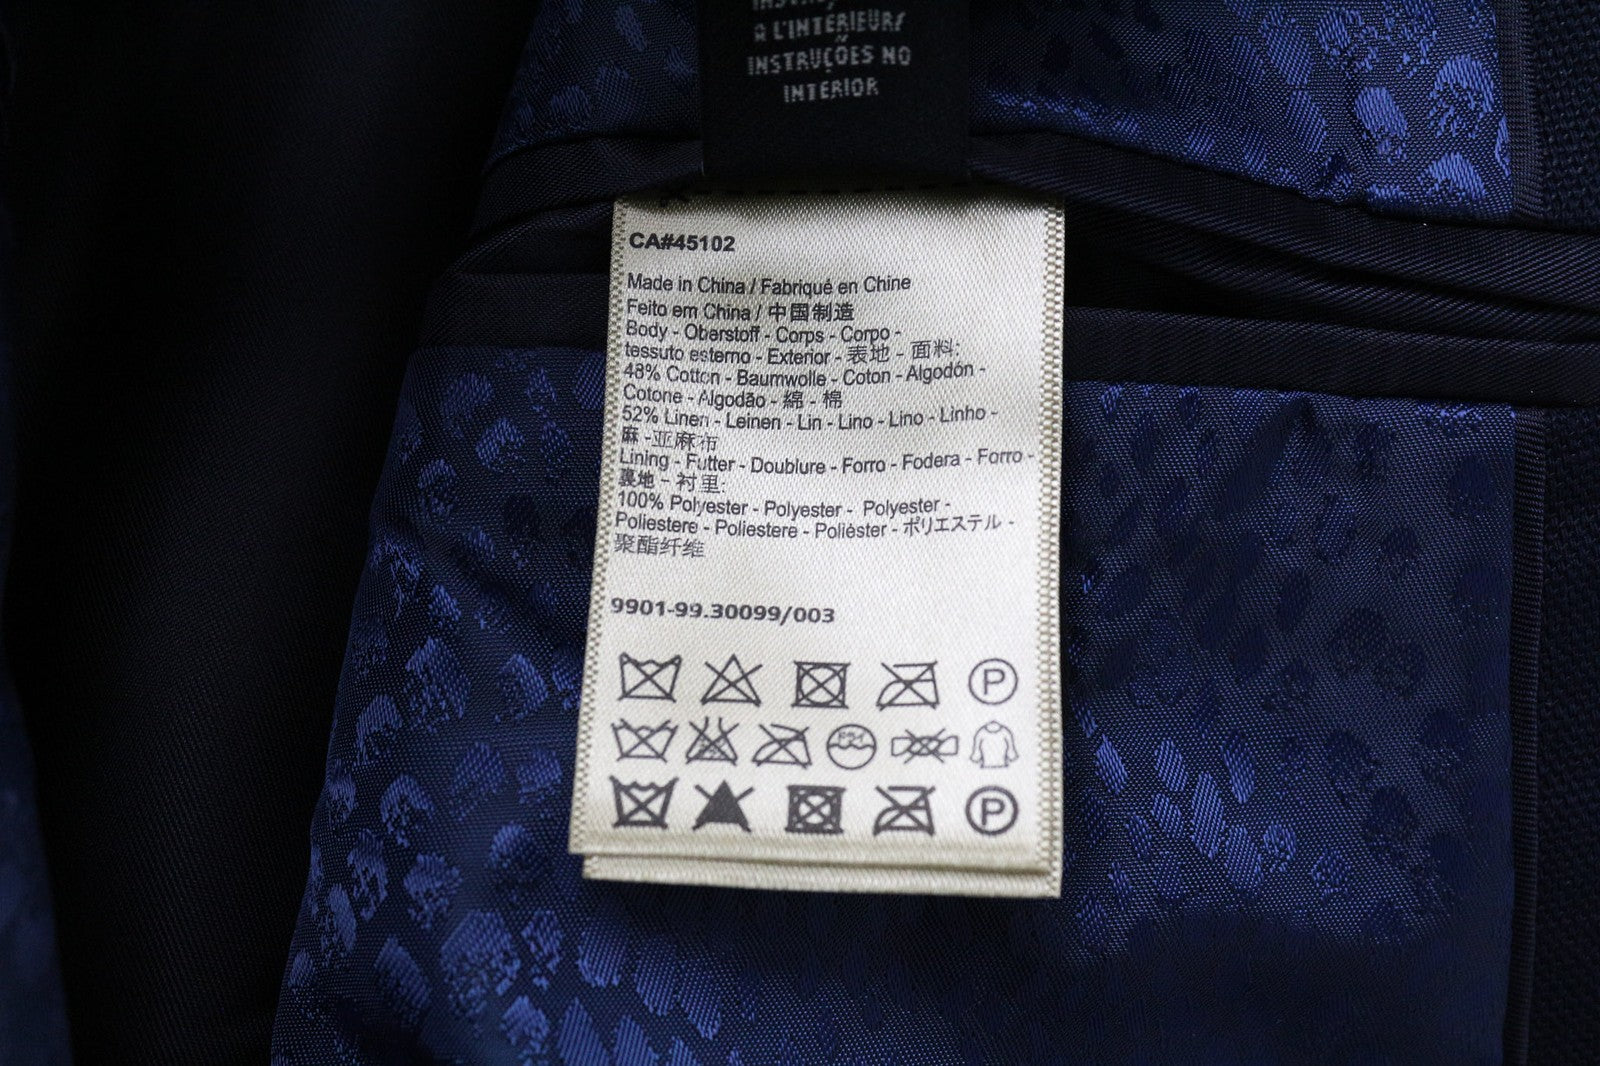 À L'INTÉRIEUR/
INSTRUÇÕES NO
INTERIOR
CA#45102
Made in China / Fabriqué en Chine
Feito em China / 中国制造
Body - Oberstoff - Corps - Corpo -
tessuto esterno - Exterior - 表地 - 面料:
48% Cotton - Baumwolle - Coton - Algodón -
Cotone - Algodão - 綿 - 棉
52% Linen - Leinen - Lin - Lino - Lino - Linho -
麻 -亚麻布
Lining - Futter - Doublure - Forro - Fodera - Forro -
裏地 - 衬里:
100% Polyester - Polyester - Polyester -
Poliestere - Poliestere - Polièster - ポリエステル -
聚酯纤维
9901-99.30099/003
P
ドライ
P